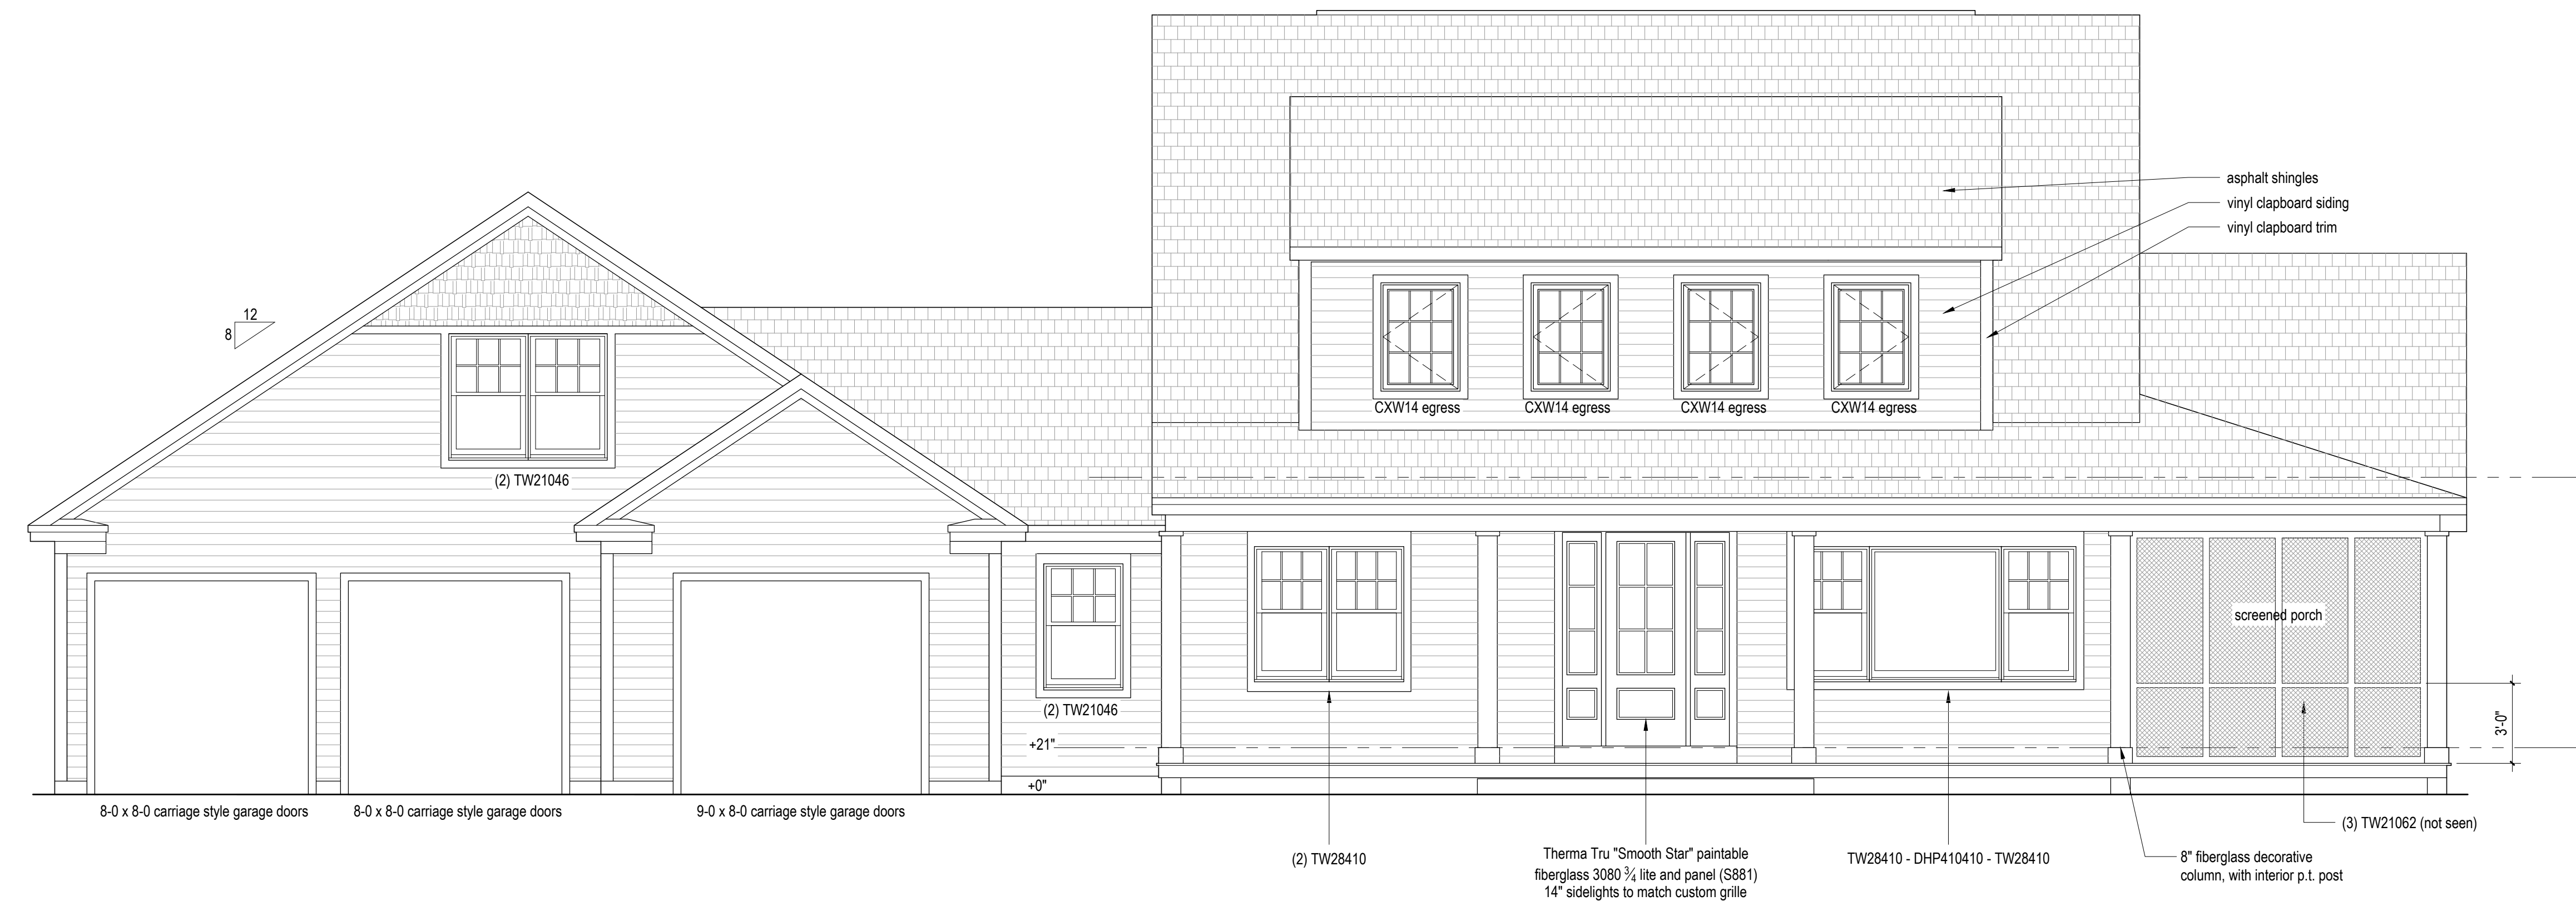 asphalt shingles
vinyl clapboard siding
vinyl clapboard trim
12
8
CXW14 egress
CXW14 egress
CXW14 egress
CXW14 egress
(2) TW21046
screened porch
(2) TW21046
3'-0"
+21"
+0"
8-0 x 8-0 carriage style garage doors
8-0 x 8-0 carriage style garage doors
9-0 x 8-0 carriage style garage doors
(3) TW21062 (not seen)
(2) TW28410
Therma Tru "Smooth Star" paintable
fiberglass 3080 ¾ lite and panel (S881)
14" sidelights to match custom grille
TW28410 - DHP410410 - TW28410
8" fiberglass decorative
column, with interior p.t. post